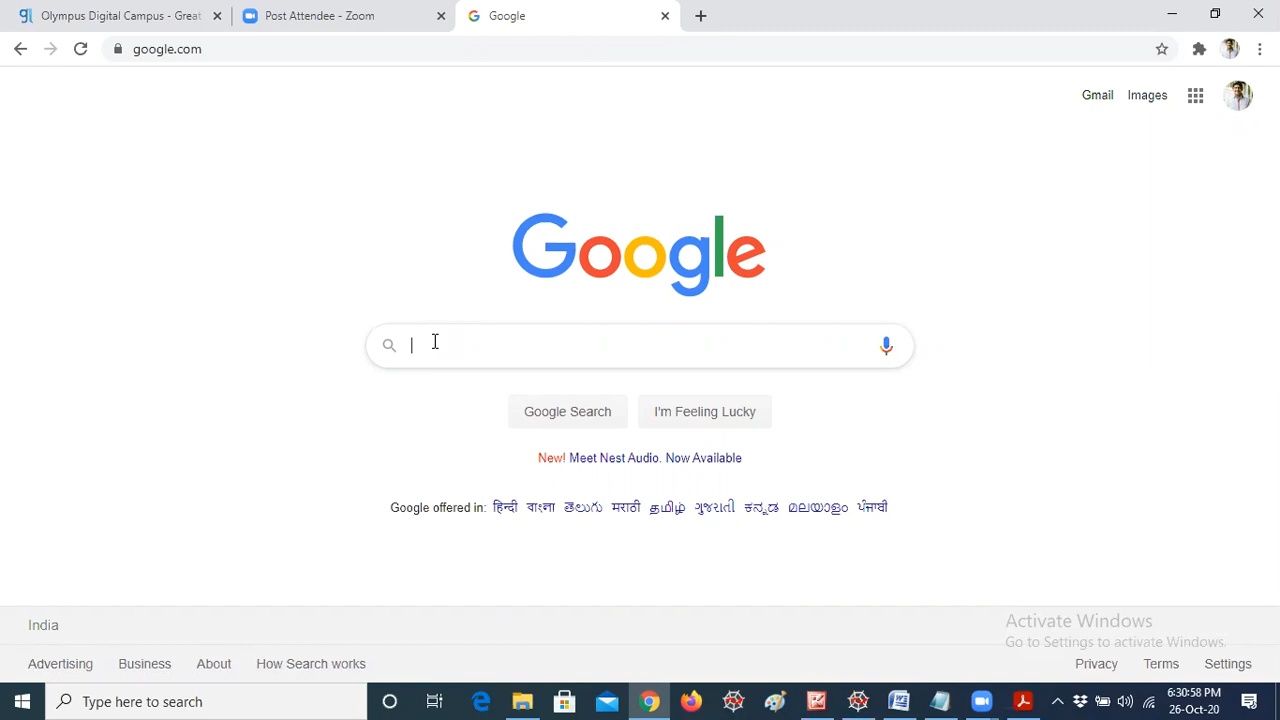 Olympus Digital Campus - Great
Post Attendee - Zoom
Google
google.com
Gmail Images
Google
Google Search I'm Feeling Lucky
New! Meet Nest Audio. Now Available
Google offered in: हिन्दी বাংলা తెలుగు मराठी தமிழ் ગુજરાતી ಕನ್ನಡ മലയാളം ਪੰਜਾਬੀ
India
Activate Windows
Go to Settings to activate Windows.
Advertising Business About How Search works Privacy Terms Settings
Type here to search
6:30:58 PM
26-Oct-20